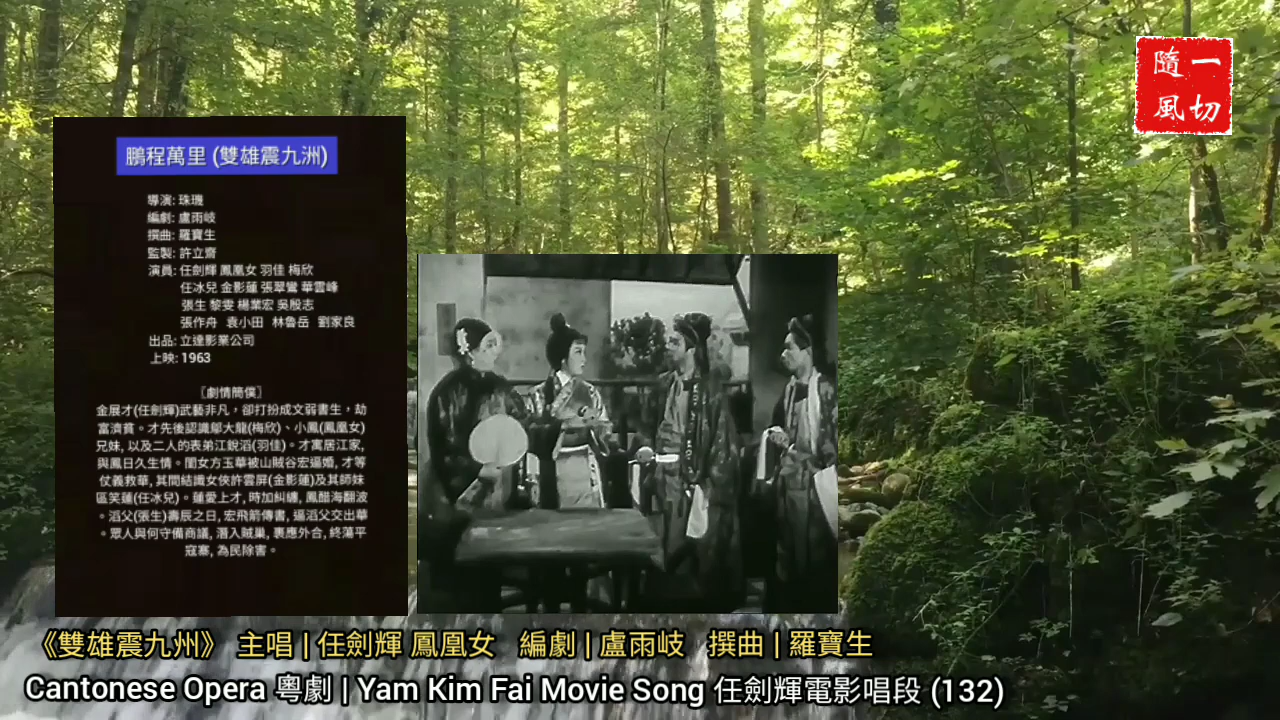 一切
隨風
鵬程萬里 (雙雄震九洲)
導演: 珠璣
編劇: 盧雨岐
撰曲: 羅寶生
監製: 許立齋
演員: 任劍輝 鳳凰女 羽佳 梅欣
任冰兒 金影蓮 張翠鸞 華雲峰
張生 黎雯 楊業宏 吳殷志
張作舟 袁小田 林魯岳 劉家良
出品: 立達影業公司
上映: 1963
〖劇情簡僕〗
金展才(任劍輝)武藝非凡，卻打扮成文弱書生，劫
富濟貧。才先後認識鄔大龍(梅欣)、小鳳(鳳凰女)
兄妹, 以及二人的表弟江銳滔(羽佳)。才寓居江家,
與鳳日久生情。閨女方玉華被山賊谷宏逼婚, 才等
仗義救華, 其間結識女俠許雲屏(金影蓮)及其師妹
區笑蓮(任冰兒)。蓮愛上才, 時加糾纏, 鳳醋海翻波
。滔父(張生)壽辰之日, 宏飛箭傳書, 逼滔父交出華
。眾人與何守備商議, 潛入賊巢, 裏應外合, 終蕩平
寇寨, 為民除害。
《雙雄震九州》 主唱 | 任劍輝 鳳凰女 編劇 | 盧雨岐 撰曲 | 羅寶生
Cantonese Opera 粵劇 | Yam Kim Fai Movie Song 任劍輝電影唱段 (132)